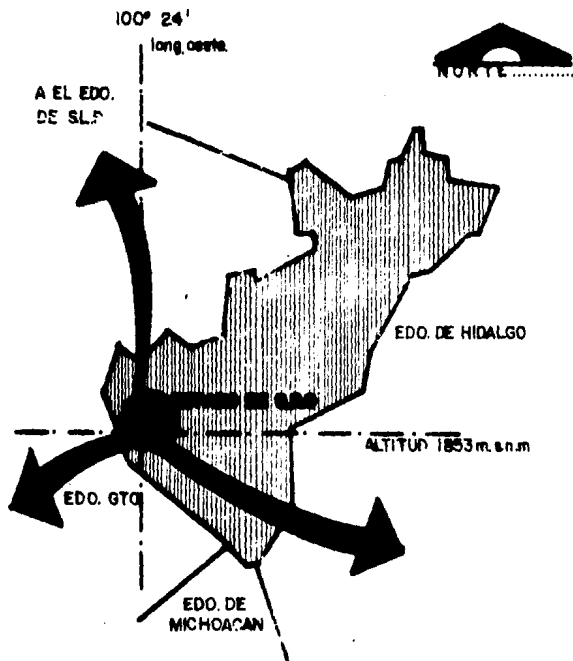 100° 24'
long. oeste.
NORTE
A EL EDO.
DE S.L.P
EDO. DE HIDALGO
ALTITUD 1853 m. s.n.m
EDO. GTO.
EDO. DE
MICHOACAN